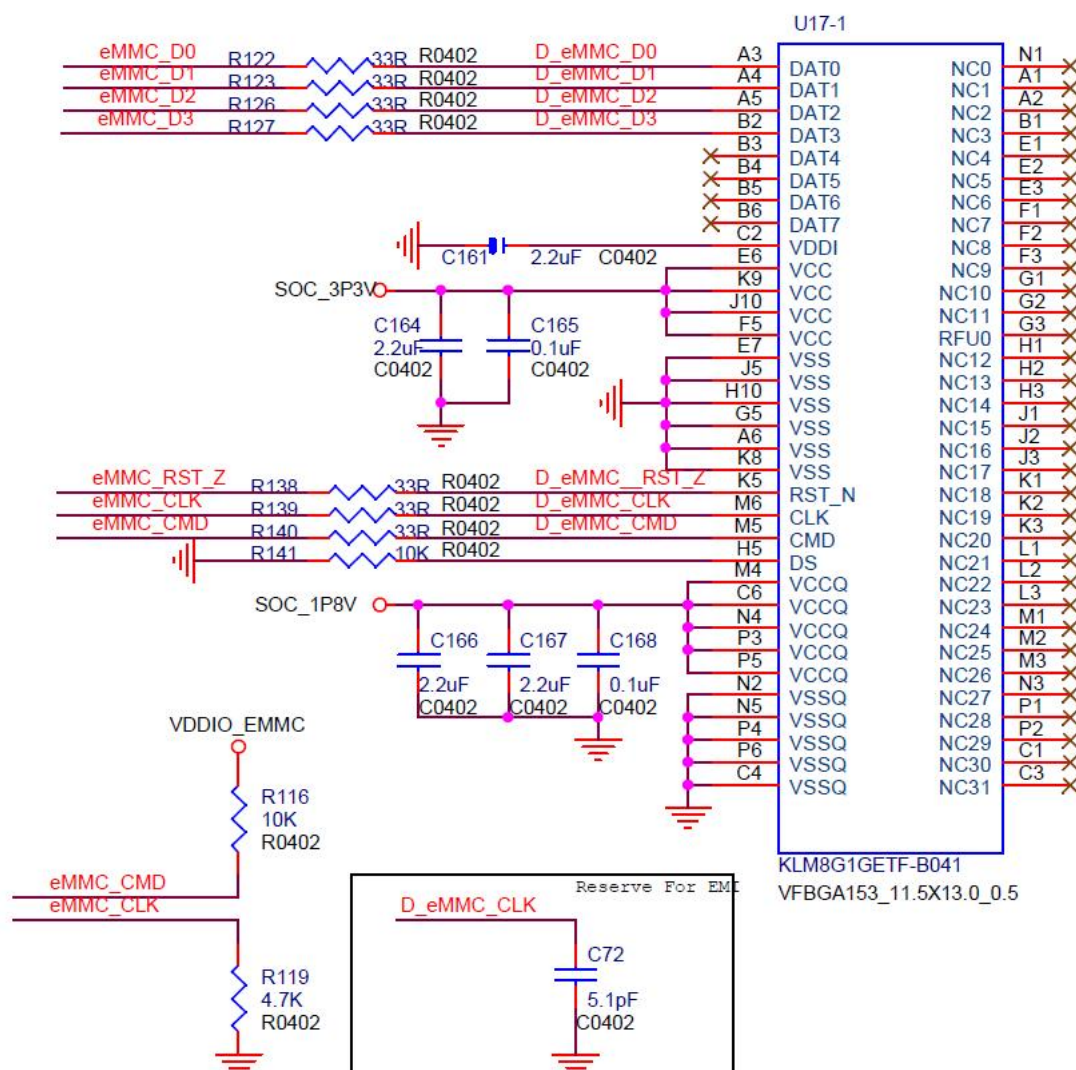 U17-1
eMMC_D0 R122 33R R0402 D_eMMC_D0 A3 DAT0 NC0 N1
eMMC_D1 R123 33R R0402 D_eMMC_D1 A4 DAT1 NC1 A1
eMMC_D2 R126 33R R0402 D_eMMC_D2 A5 DAT2 NC2 A2
eMMC_D3 R127 33R R0402 D_eMMC_D3 B2 DAT3 NC3 B1
B3 DAT4 NC4 E1
B4 DAT5 NC5 E2
B5 DAT6 NC6 E3
B6 DAT7 NC7 F1
C161 2.2uF C0402 C2 VDDI NC8 F2
E6 VCC NC9 F3
SOC_3P3V K9 VCC NC10 G1
J10 VCC NC11 G2
C164 C165 F5 VCC RFU0 G3
2.2uF 0.1uF E7 VSS NC12 H1
C0402 C0402 J5 VSS NC13 H2
H10 VSS NC14 H3
G5 VSS NC15 J1
A6 VSS NC16 J2
K8 VSS NC17 J3
eMMC_RST_Z R138 33R R0402 D_eMMC__RST_Z K5 RST_N NC18 K1
eMMC_CLK R139 33R R0402 D_eMMC_CLK M6 CLK NC19 K2
eMMC_CMD R140 33R R0402 D_eMMC_CMD M5 CMD NC20 K3
R141 10K R0402 H5 DS NC21 L1
M4 VCCQ NC22 L2
SOC_1P8V C6 VCCQ NC23 L3
N4 VCCQ NC24 M1
C166 C167 C168 P3 VCCQ NC25 M2
P5 VCCQ NC26 M3
2.2uF 2.2uF 0.1uF N2 VSSQ NC27 N3
C0402 C0402 C0402 N5 VSSQ NC28 P1
VDDIO_EMMC P4 VSSQ NC29 P2
P6 VSSQ NC30 C1
C4 VSSQ NC31 C3
R116
10K
R0402
KLM8G1GETF-B041
VFBGA153_11.5X13.0_0.5
eMMC_CMD
eMMC_CLK
Reserve For EMI
D_eMMC_CLK
R119
4.7K
R0402
C72
5.1pF
C0402